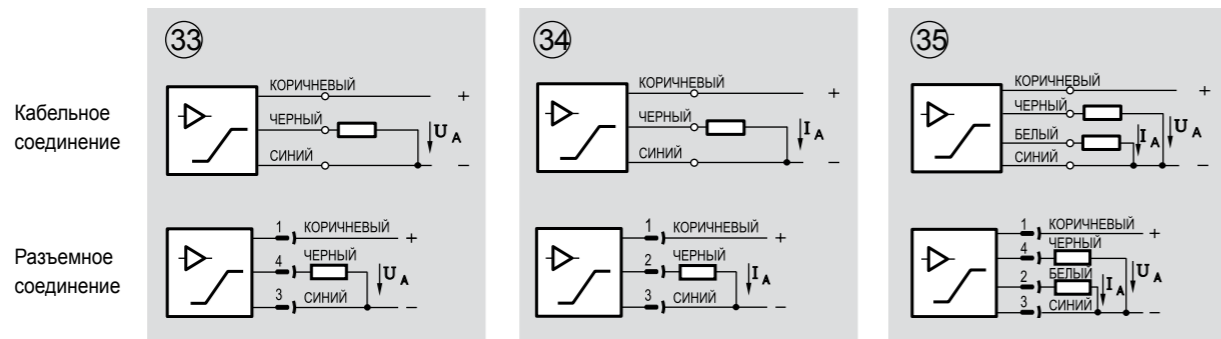 33
34
35
Кабельное
соединение
КОРИЧНЕВЫЙ
+
ЧЕРНЫЙ
U A
СИНИЙ
−
КОРИЧНЕВЫЙ
+
ЧЕРНЫЙ
I A
СИНИЙ
−
КОРИЧНЕВЫЙ
+
ЧЕРНЫЙ
U A
БЕЛЫЙ
I A
СИНИЙ
−
Разъемное
соединение
1 КОРИЧНЕВЫЙ +
4 ЧЕРНЫЙ
U A
3 СИНИЙ −
1 КОРИЧНЕВЫЙ +
2 ЧЕРНЫЙ
I A
3 СИНИЙ −
1 КОРИЧНЕВЫЙ +
4 ЧЕРНЫЙ
U A
2 БЕЛЫЙ
I A
3 СИНИЙ −